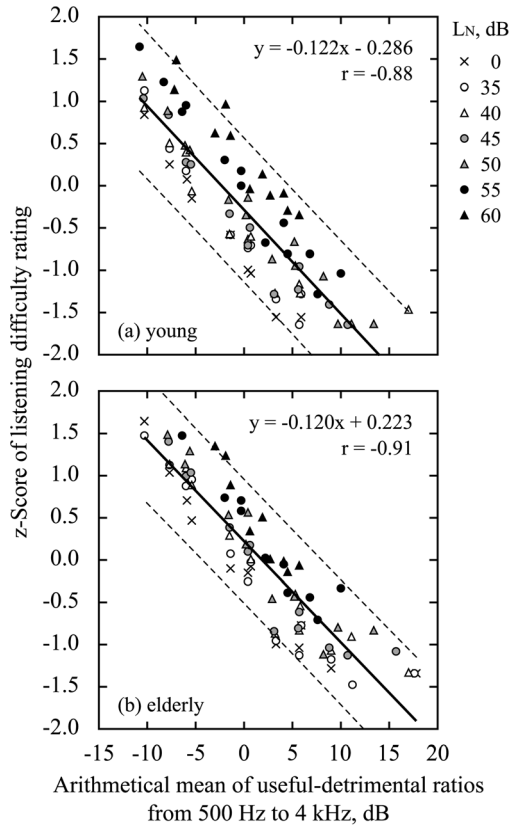 z-Score of listening difficulty rating
2.0
1.5
1.0
0.5
0.0
-0.5
-1.0
-1.5
-2.0
y = -0.122x - 0.286
r = -0.88
(a) young
L_N, dB
0
35
40
45
50
55
60
2.0
1.5
1.0
0.5
0.0
-0.5
-1.0
-1.5
2.0
y = -0.120x + 0.223
r = -0.91
(b) elderly
-15 -10 -5 0 5 10 15 20
Arithmetical mean of useful-detrimental ratios
from 500 Hz to 4 kHz, dB